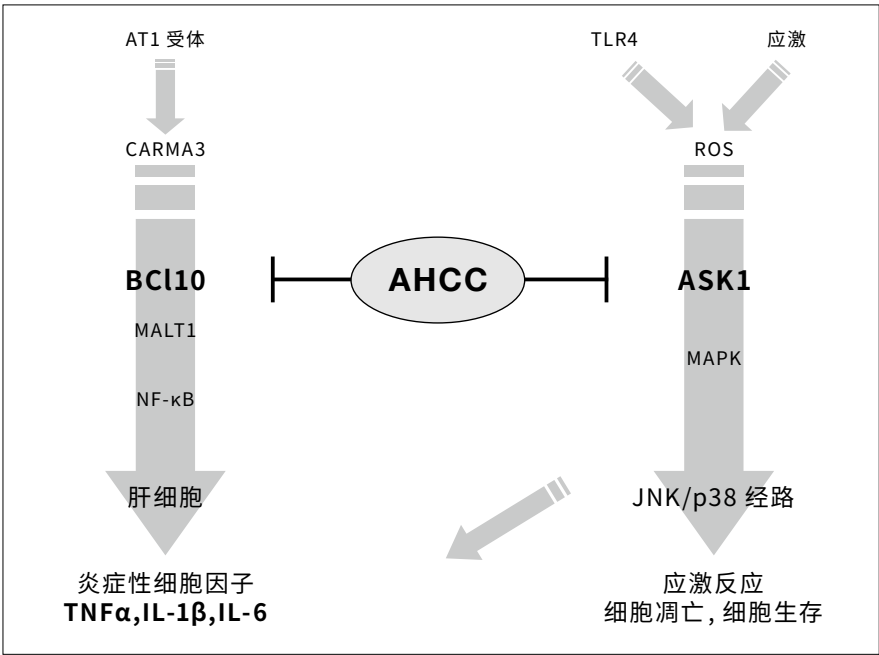 AT1 受体
CARMA3
BCl10
MALT1
NF-κB
肝细胞
炎症性细胞因子
TNFα,IL-1β,IL-6
AHCC
TLR4
应激
ROS
ASK1
MAPK
JNK/p38 经路
应激反应
细胞凋亡, 细胞生存